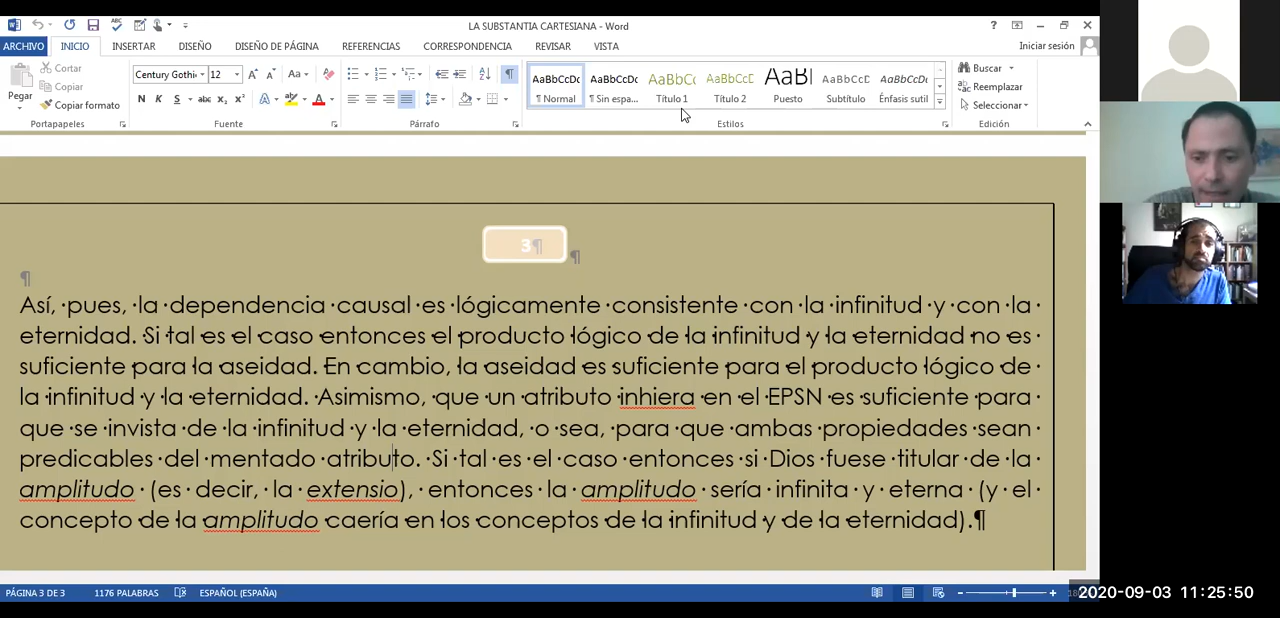 LA SUBSTANTIA CARTESIANA - Word
ARCHIVO INICIO INSERTAR DISEÑO DISEÑO DE PÁGINA REFERENCIAS CORRESPONDENCIA REVISAR VISTA Iniciar sesión
Pegar
Cortar
Copiar
Copiar formato
Portapapeles
Century Gothi 12
N K S abc x₂ x²
Fuente
Párrafo
AaBbCcDc AaBbCcDc AaBbCc AaBbCcD AaBl AaBbCcD AaBbCcDc
¶ Normal ¶ Sin espa... Título 1 Título 2 Puesto Subtítulo Énfasis sutil
Estilos
Buscar
Reemplazar
Seleccionar
Edición
3¶ ¶
¶
Así, pues, la dependencia causal es lógicamente consistente con la infinitud y con la
eternidad. Si tal es el caso entonces el producto lógico de la infinitud y la eternidad no es
suficiente para la aseidad. En cambio, la aseidad es suficiente para el producto lógico de
la infinitud y la eternidad. Asimismo, que un atributo inhiera en el EPSN es suficiente para
que se invista de la infinitud y la eternidad, o sea, para que ambas propiedades sean
predicables del mentado atributo. Si tal es el caso entonces si Dios fuese titular de la
amplitudo (es decir, la extensio), entonces la amplitudo sería infinita y eterna (y el
concepto de la amplitudo caería en los conceptos de la infinitud y de la eternidad).¶
PÁGINA 3 DE 3 1176 PALABRAS ESPAÑOL (ESPAÑA)
2020-09-03 11:25:50